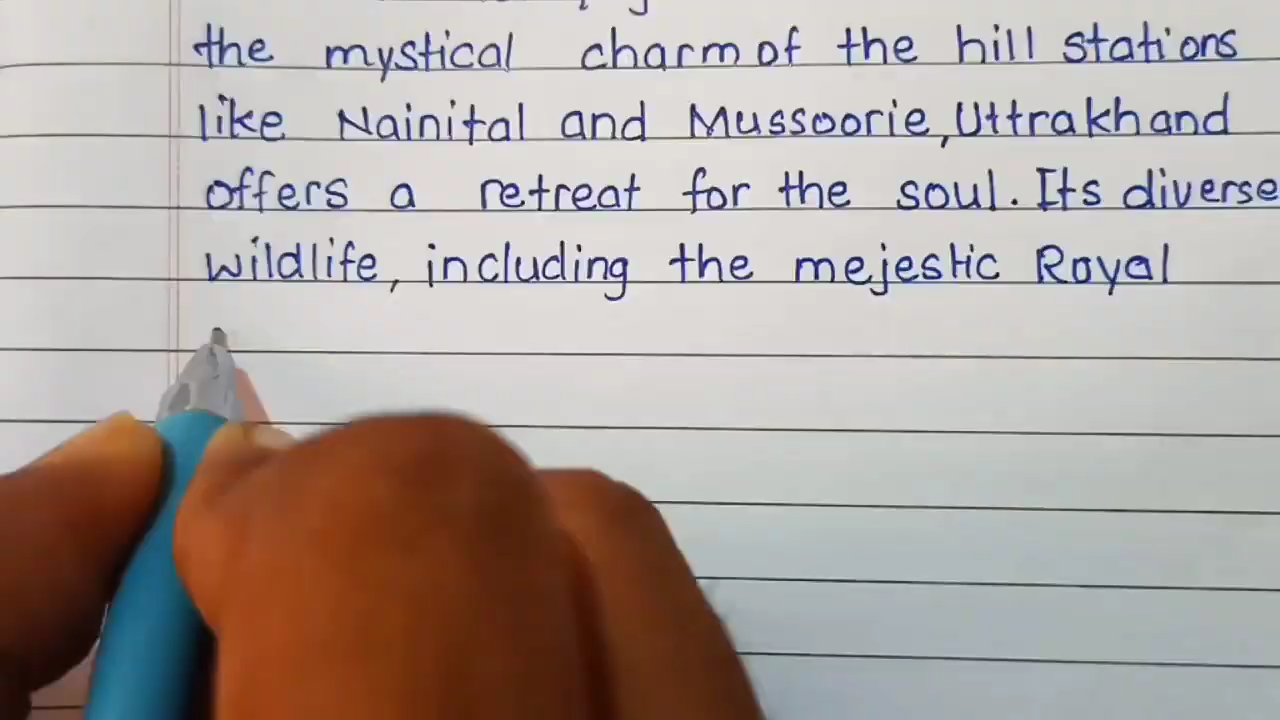 the mystical charm of the hill stations
like Nainital and Mussoorie, Uttrakhand
offers a retreat for the soul. Its diverse
wildlife, including the mejestic Royal